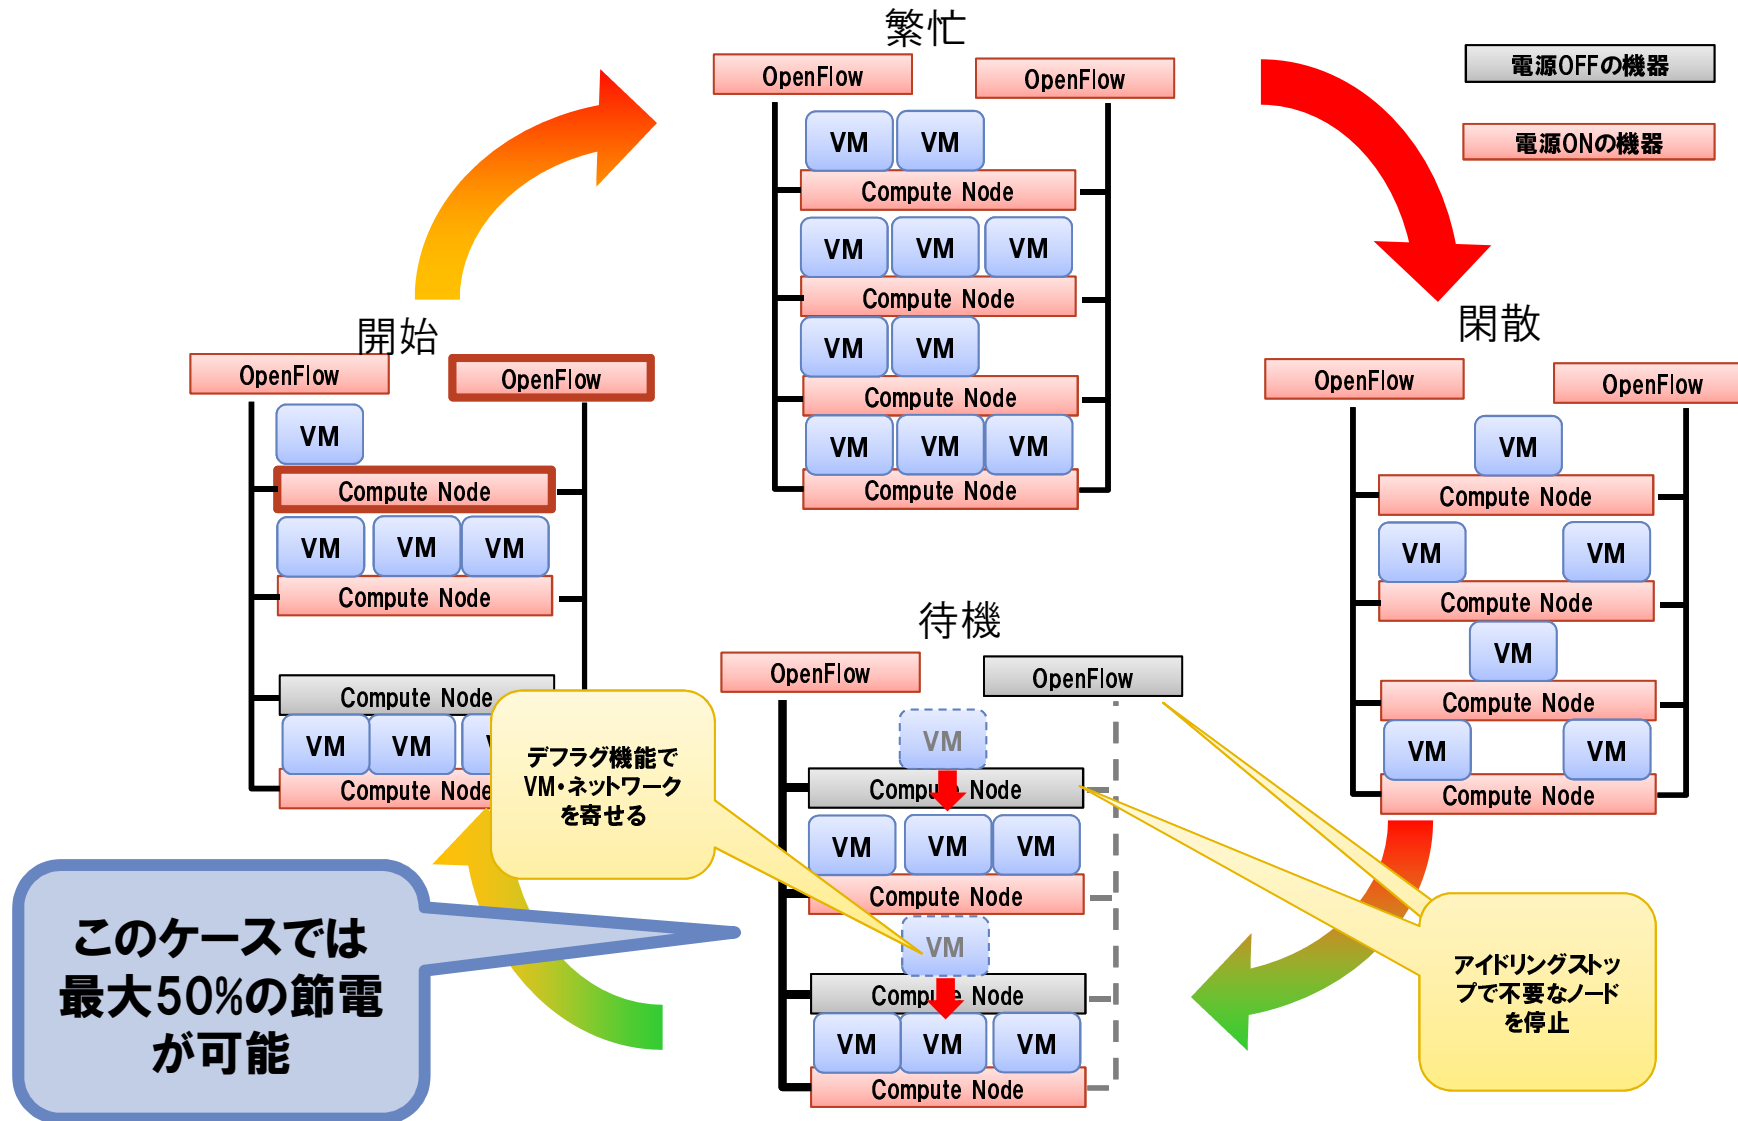 繁忙
OpenFlow
OpenFlow
VM
VM
Compute Node
VM
VM
VM
Compute Node
VM
VM
Compute Node
VM
VM
VM
Compute Node
電源OFFの機器
電源ONの機器
開始
OpenFlow
OpenFlow
VM
Compute Node
VM
VM
VM
Compute Node
Compute Node
VM
VM
Compute Node
閑散
OpenFlow
OpenFlow
VM
Compute Node
VM
VM
Compute Node
VM
Compute Node
VM
VM
Compute Node
待機
OpenFlow
OpenFlow
VM
Compute Node
VM
VM
VM
Compute Node
VM
Compute Node
VM
VM
VM
Compute Node
デフラグ機能で
VM・ネットワーク
を寄せる
アイドリングストッ
プで不要なノード
を停止
このケースでは
最大50%の節電
が可能